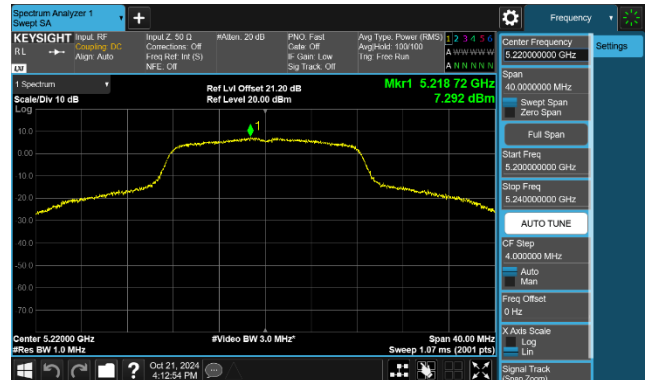 Spectrum Analyzer 1
Swept SA
Frequency
KEYSIGHT
RL
LXI
Input: RF
Coupling: DC
Align: Auto
Input Z: 50 Ω
Corrections: Off
Freq Ref: Int (S)
NFE: Off
#Atten: 20 dB
PNO: Fast
Gate: Off
IF Gain: Low
Sig Track: Off
Avg Type: Power (RMS)
Avg|Hold: 100/100
Trig: Free Run
1 2 3 4 5 6
A W W W W W
A N N N N N
1 Spectrum
Scale/Div 10 dB
Log
Ref Lvl Offset 21.20 dB
Ref Level 20.00 dBm
Mkr1 5.218 72 GHz
7.292 dBm
1
10.0
0.00
-10.0
-20.0
-30.0
-40.0
-50.0
-60.0
-70.0
Center 5.22000 GHz
#Res BW 1.0 MHz
#Video BW 3.0 MHz*
Span 40.00 MHz
Sweep 1.07 ms (2001 pts)
Center Frequency
5.220000000 GHz
Settings
Span
40.0000000 MHz
Swept Span
Zero Span
Full Span
Start Freq
5.200000000 GHz
Stop Freq
5.240000000 GHz
AUTO TUNE
CF Step
4.000000 MHz
Auto
Man
Freq Offset
0 Hz
X Axis Scale
Log
Lin
Signal Track
(Span Zoom)
?
Oct 21, 2024
4:12:54 PM